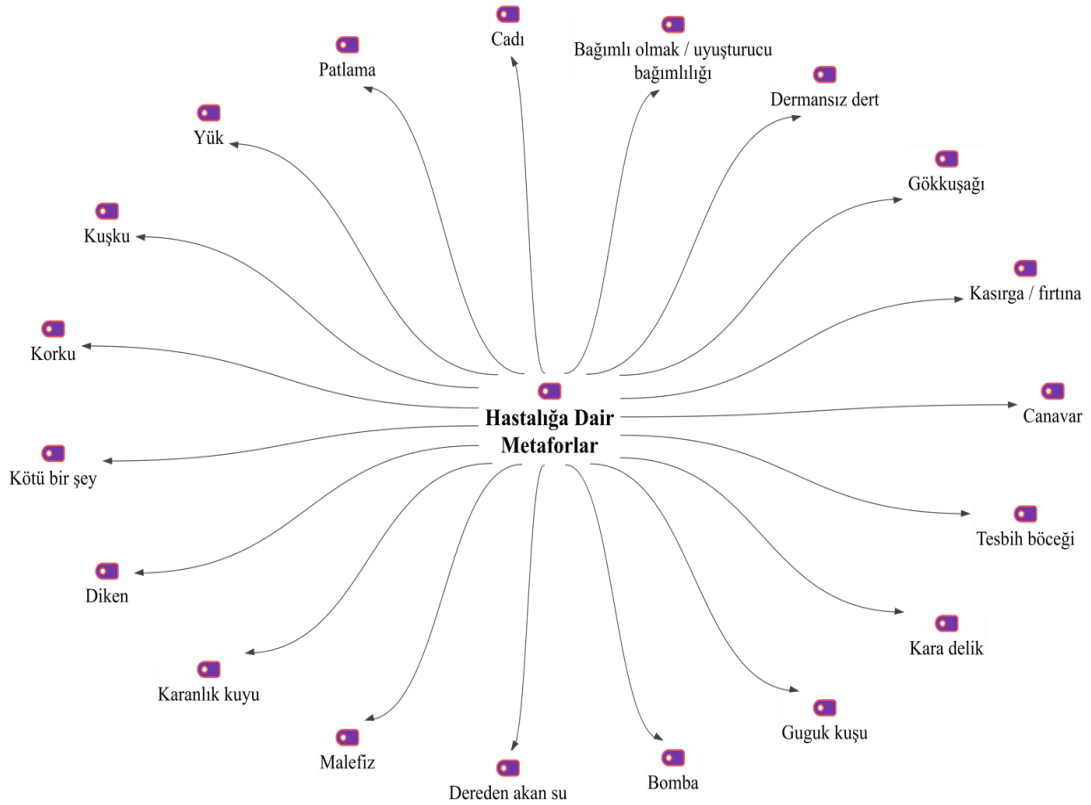 Cadı
Bağımlı olmak / uyuşturucu
bağımlılığı
Patlama
Dermansız dert
Yük
Gökkuşağı
Kuşku
Kasırga / fırtına
Korku
Canavar
Hastalığa Dair
Metaforlar
Kötü bir şey
Tesbih böceği
Diken
Kara delik
Karanlık kuyu
Guguk kuşu
Malefiz
Bomba
Dereden akan su